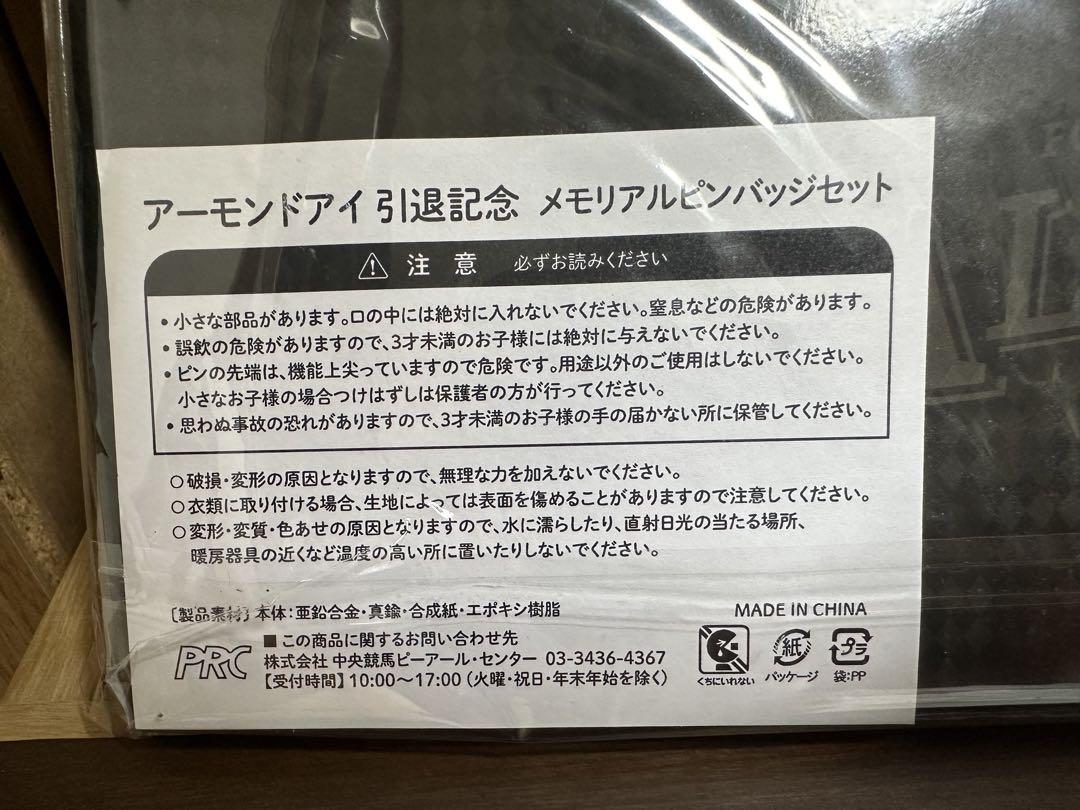 アーモンドアイ 引退記念 メモリアルピンバッジセット
注 意 必ずお読みください
• 小さな部品があります。口の中には絶対に入れないでください。窒息などの危険があります。
• 誤飲の危険がありますので、3才未満のお子様には絶対に与えないでください。
• ピンの先端は、機能上尖っていますので危険です。用途以外のご使用はしないでください。
小さなお子様の場合つけはずしは保護者の方が行ってください。
• 思わぬ事故の恐れがありますので、3才未満のお子様の手の届かない所に保管してください。
○破損・変形の原因となりますので、無理な力を加えないでください。
○衣類に取り付ける場合、生地によっては表面を傷めることがありますので注意してください。
○変形・変質・色あせの原因となりますので、水に濡らしたり、直射日光の当たる場所、
暖房器具の近くなど温度の高い所に置いたりしないでください。
〔製品素材〕本体:亜鉛合金・真鍮・合成紙・エポキシ樹脂
MADE IN CHINA
PRC
■この商品に関するお問い合わせ先
株式会社 中央競馬ピーアール・センター 03-3436-4367
【受付時間】10:00〜17:00(火曜・祝日・年末年始を除く)
くちにいれない
紙
パッケージ
プラ
袋:PP